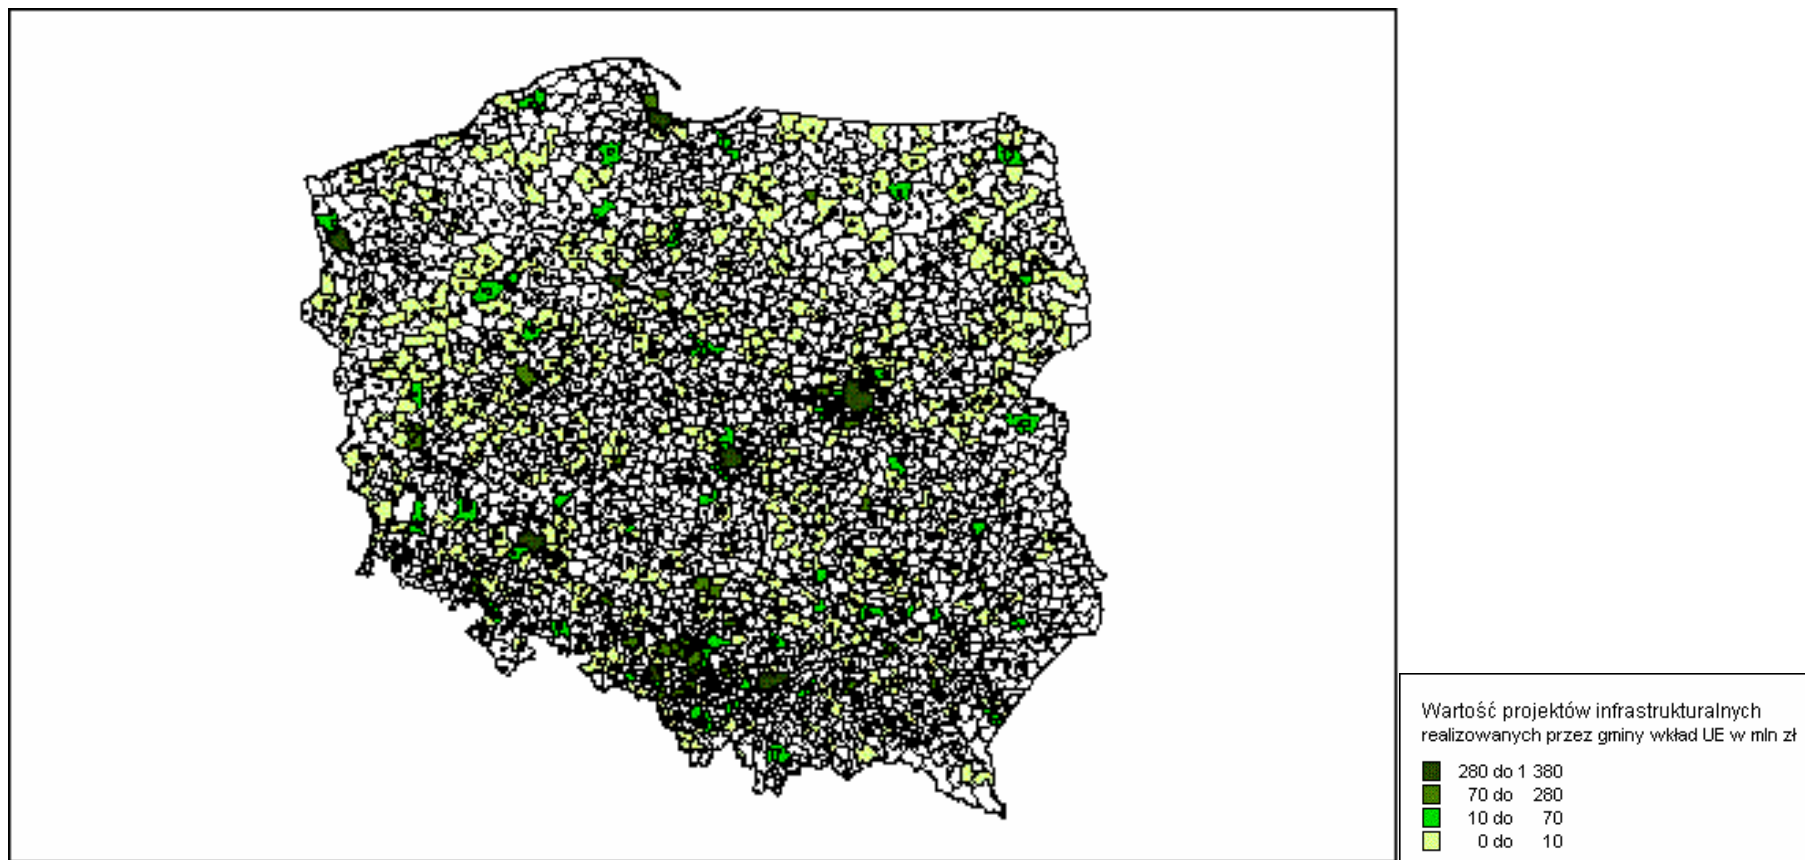 Wartość projektów infrastrukturalnych
realizowanych przez gminy wkład UE w mln zł
280 do 1 380
70 do 280
10 do 70
0 do 10